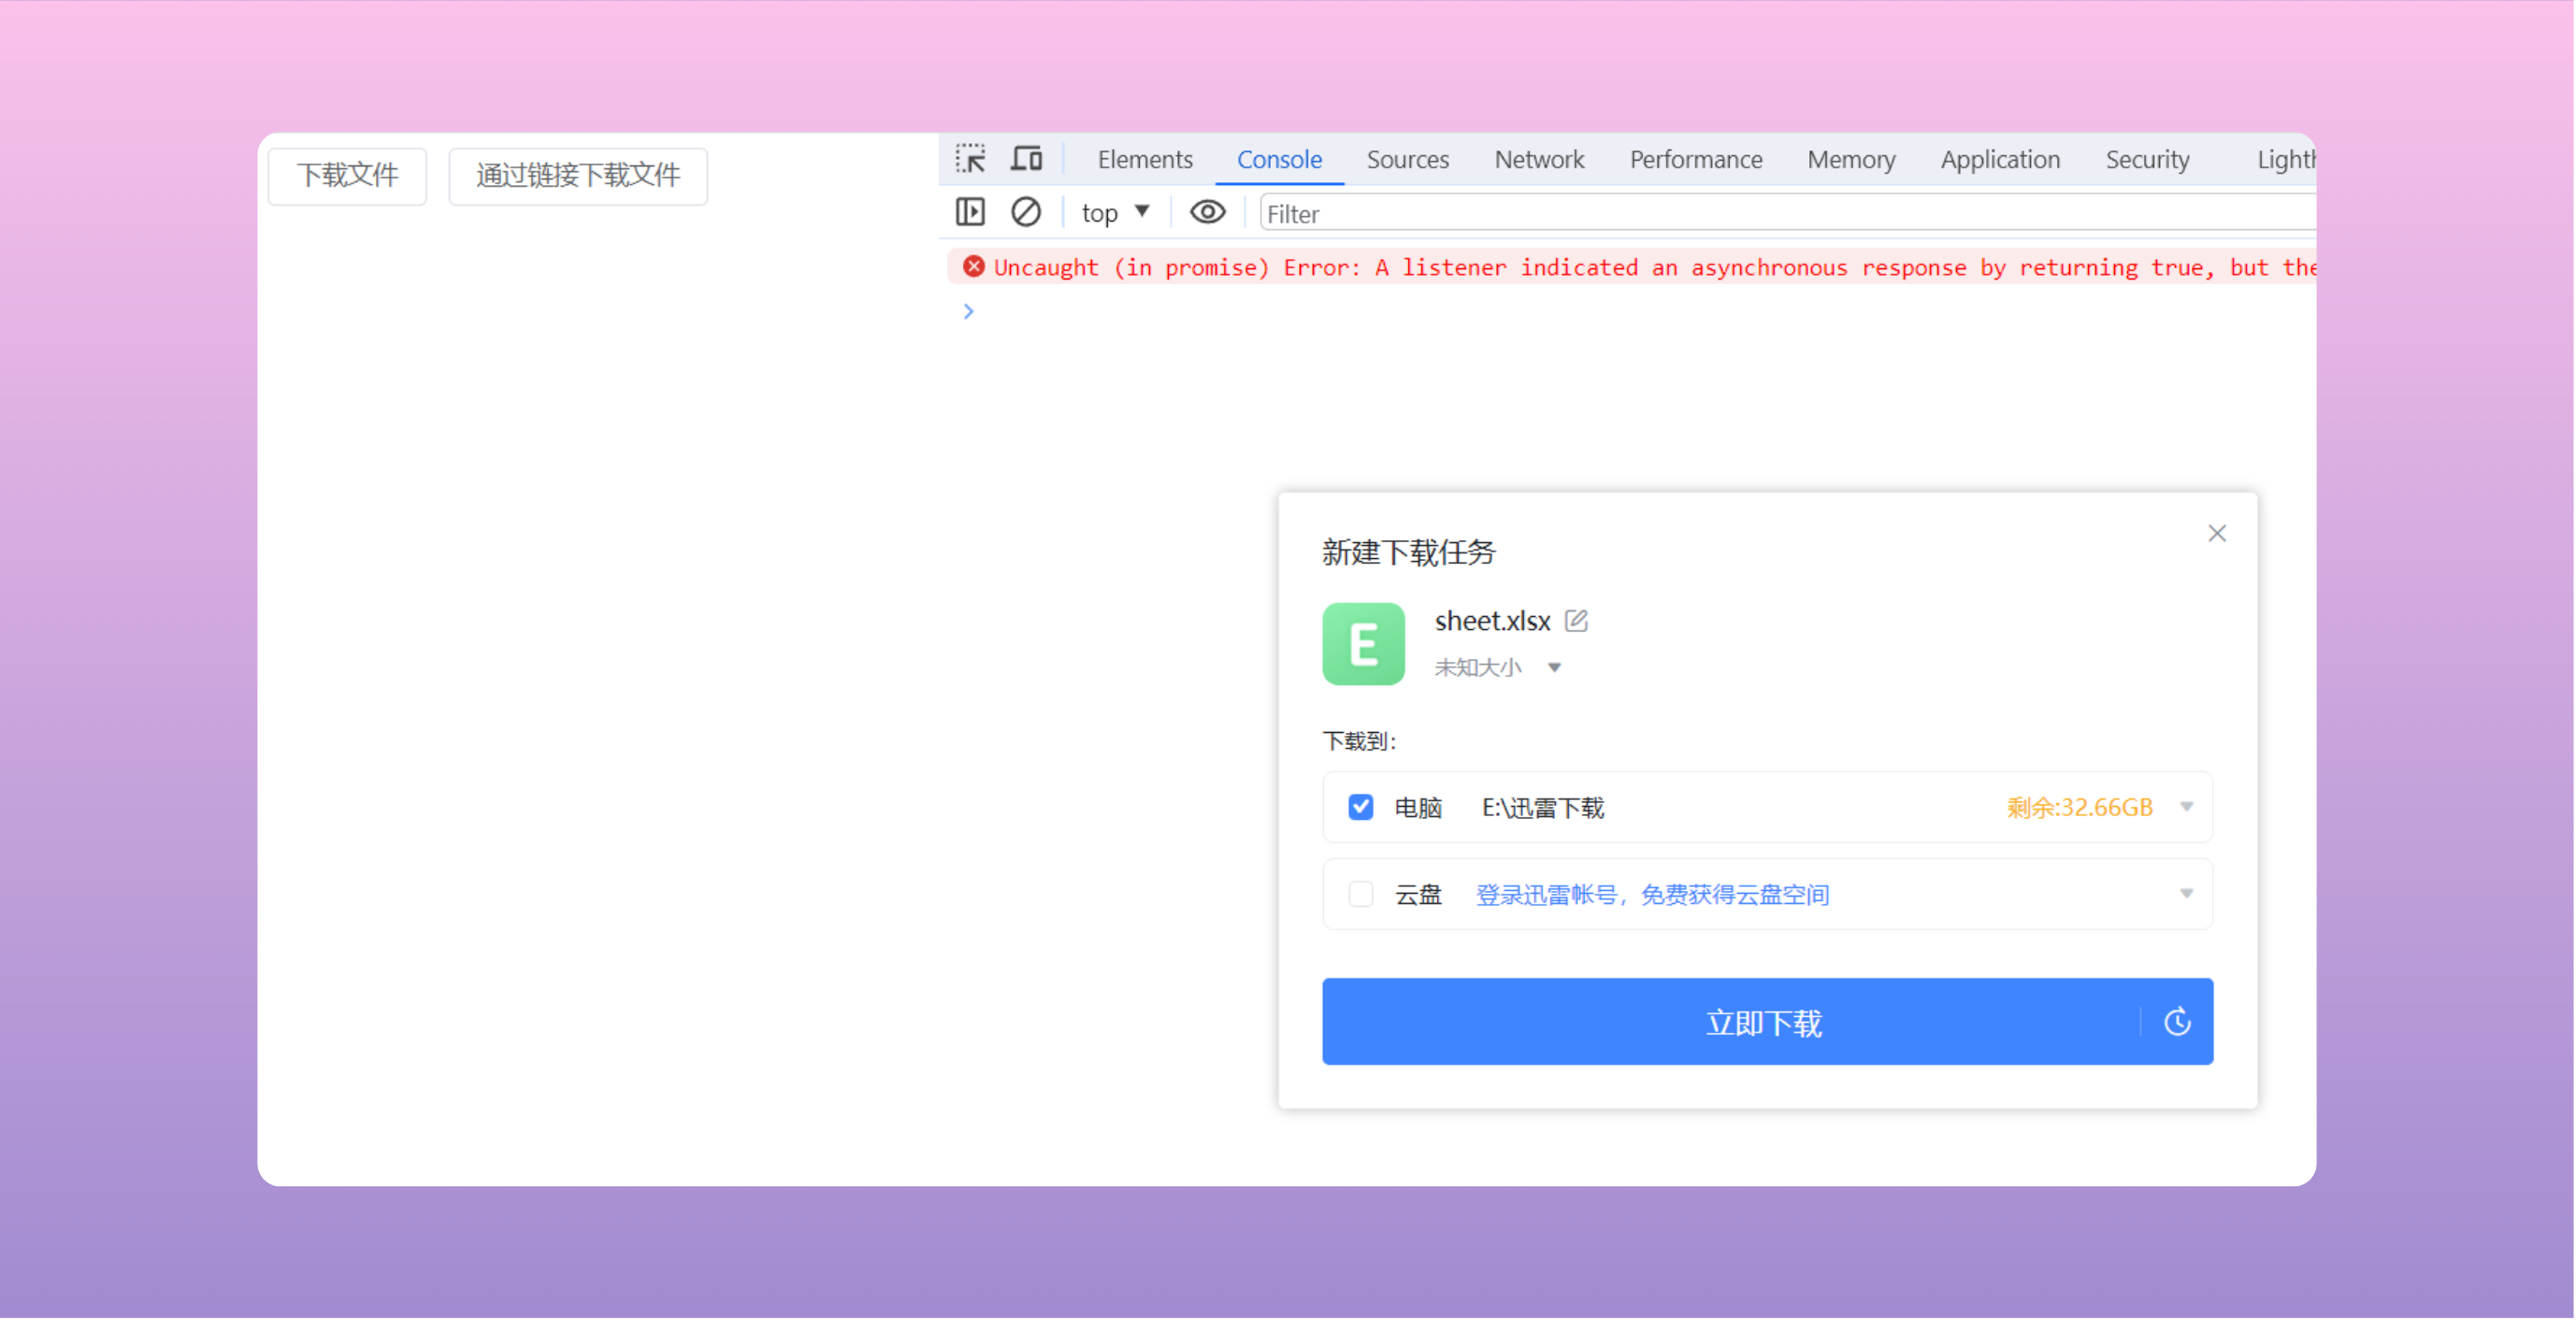 下载文件 通过链接下载文件
Elements Console Sources Network Performance Memory Application Security Lighth
top Filter
Uncaught (in promise) Error: A listener indicated an asynchronous response by returning true, but the
新建下载任务
E sheet.xlsx
未知大小
下载到:
电脑 E:\迅雷下载 剩余:32.66GB
云盘 登录迅雷帐号，免费获得云盘空间
立即下载